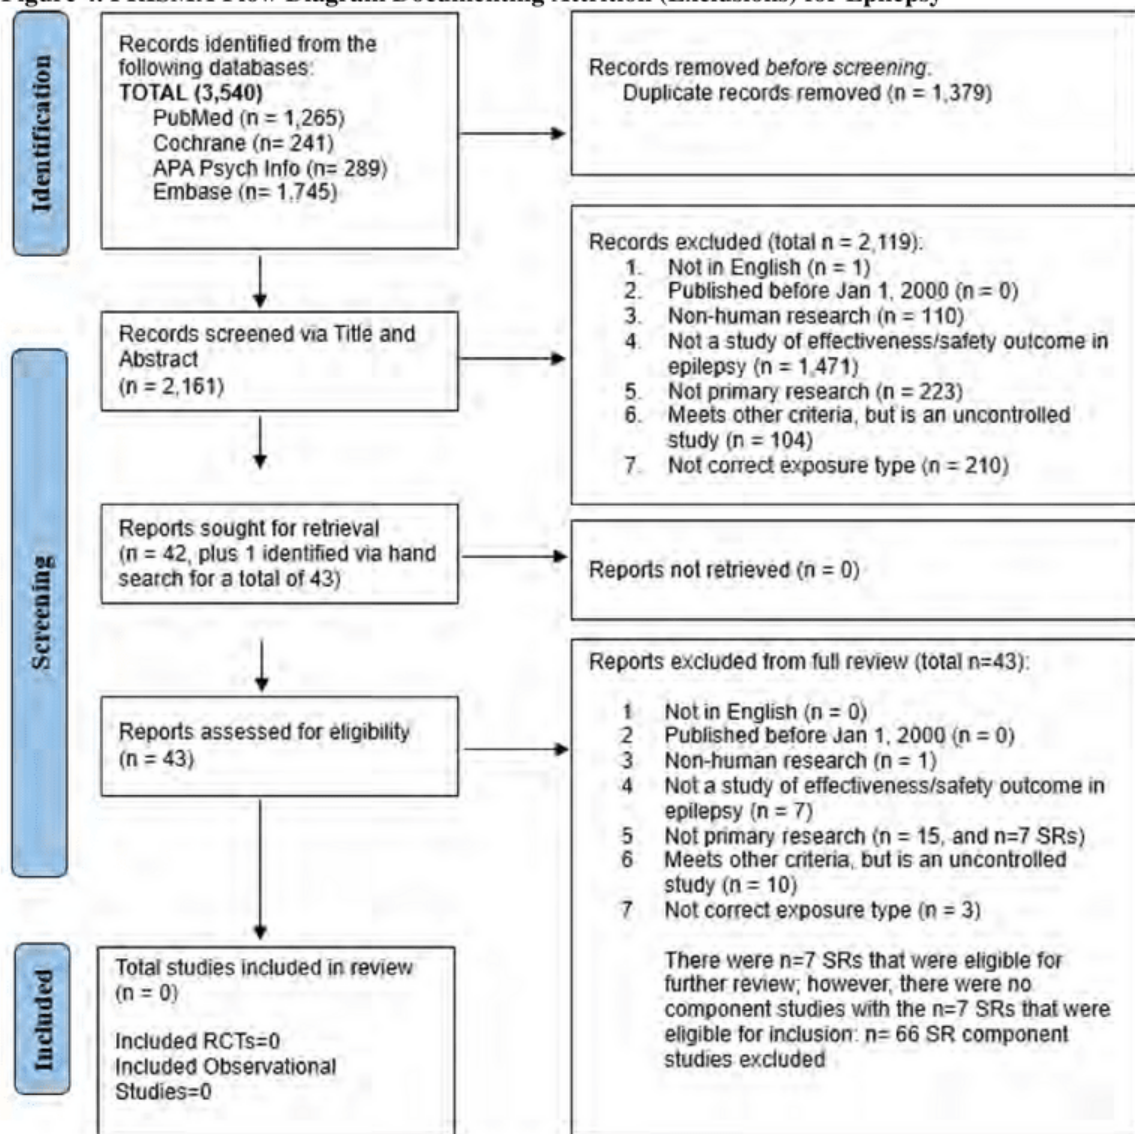 Identification
Records identified from the
following databases:
TOTAL (3,540)
PubMed (n = 1,265)
Cochrane (n= 241)
APA Psych Info (n= 289)
Embase (n= 1,745)
Records removed before screening:
Duplicate records removed (n = 1,379)
Screening
Records screened via Title and
Abstract
(n = 2,161)
Records excluded (total n = 2,119):
1. Not in English (n = 1)
2. Published before Jan 1, 2000 (n = 0)
3. Non-human research (n = 110)
4. Not a study of effectiveness/safety outcome in
epilepsy (n = 1,471)
5. Not primary research (n = 223)
6. Meets other criteria, but is an uncontrolled
study (n = 104)
7. Not correct exposure type (n = 210)
Reports sought for retrieval
(n = 42, plus 1 identified via hand
search for a total of 43)
Reports not retrieved (n = 0)
Reports assessed for eligibility
(n = 43)
Reports excluded from full review (total n=43):
1 Not in English (n = 0)
2 Published before Jan 1, 2000 (n = 0)
3 Non-human research (n = 1)
4 Not a study of effectiveness/safety outcome in
epilepsy (n = 7)
5 Not primary research (n = 15, and n=7 SRs)
6 Meets other criteria, but is an uncontrolled
study (n = 10)
7 Not correct exposure type (n = 3)
There were n=7 SRs that were eligible for
further review; however, there were no
component studies with the n=7 SRs that were
eligible for inclusion: n= 66 SR component
studies excluded
Included
Total studies included in review
(n = 0)
Included RCTs=0
Included Observational
Studies=0